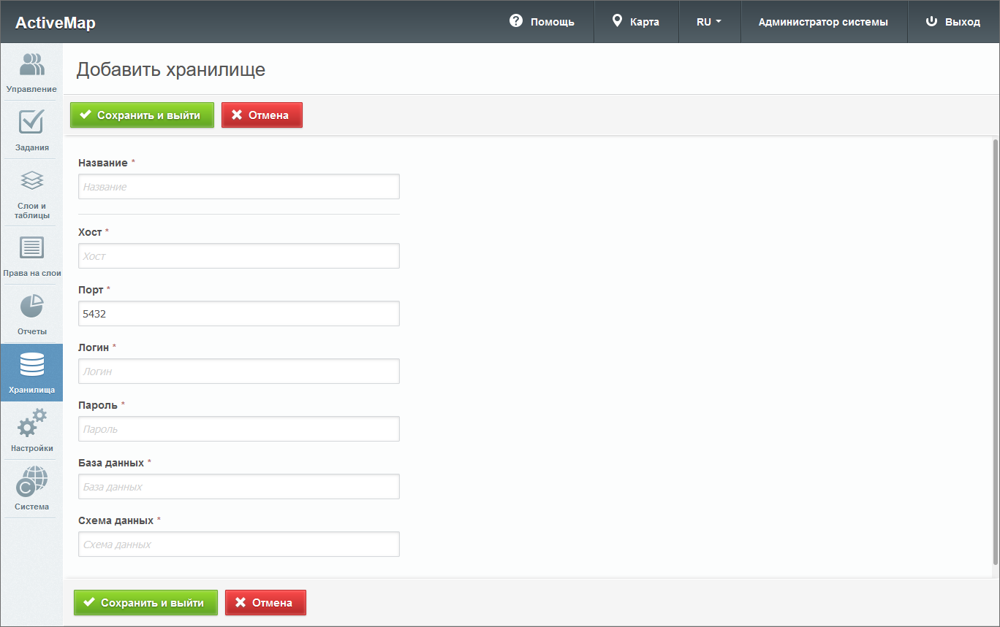 ActiveMap
Помощь
Карта
RU
Администратор системы
Выход
Управление
Задания
Слои и
таблицы
Права на слои
Отчеты
Хранилища
Настройки
Система
Добавить хранилище
Сохранить и выйти
Отмена
Название *
Название
Хост *
Хост
Порт *
5432
Логин *
Логин
Пароль *
Пароль
База данных *
База данных
Схема данных *
Схема данных
Сохранить и выйти
Отмена